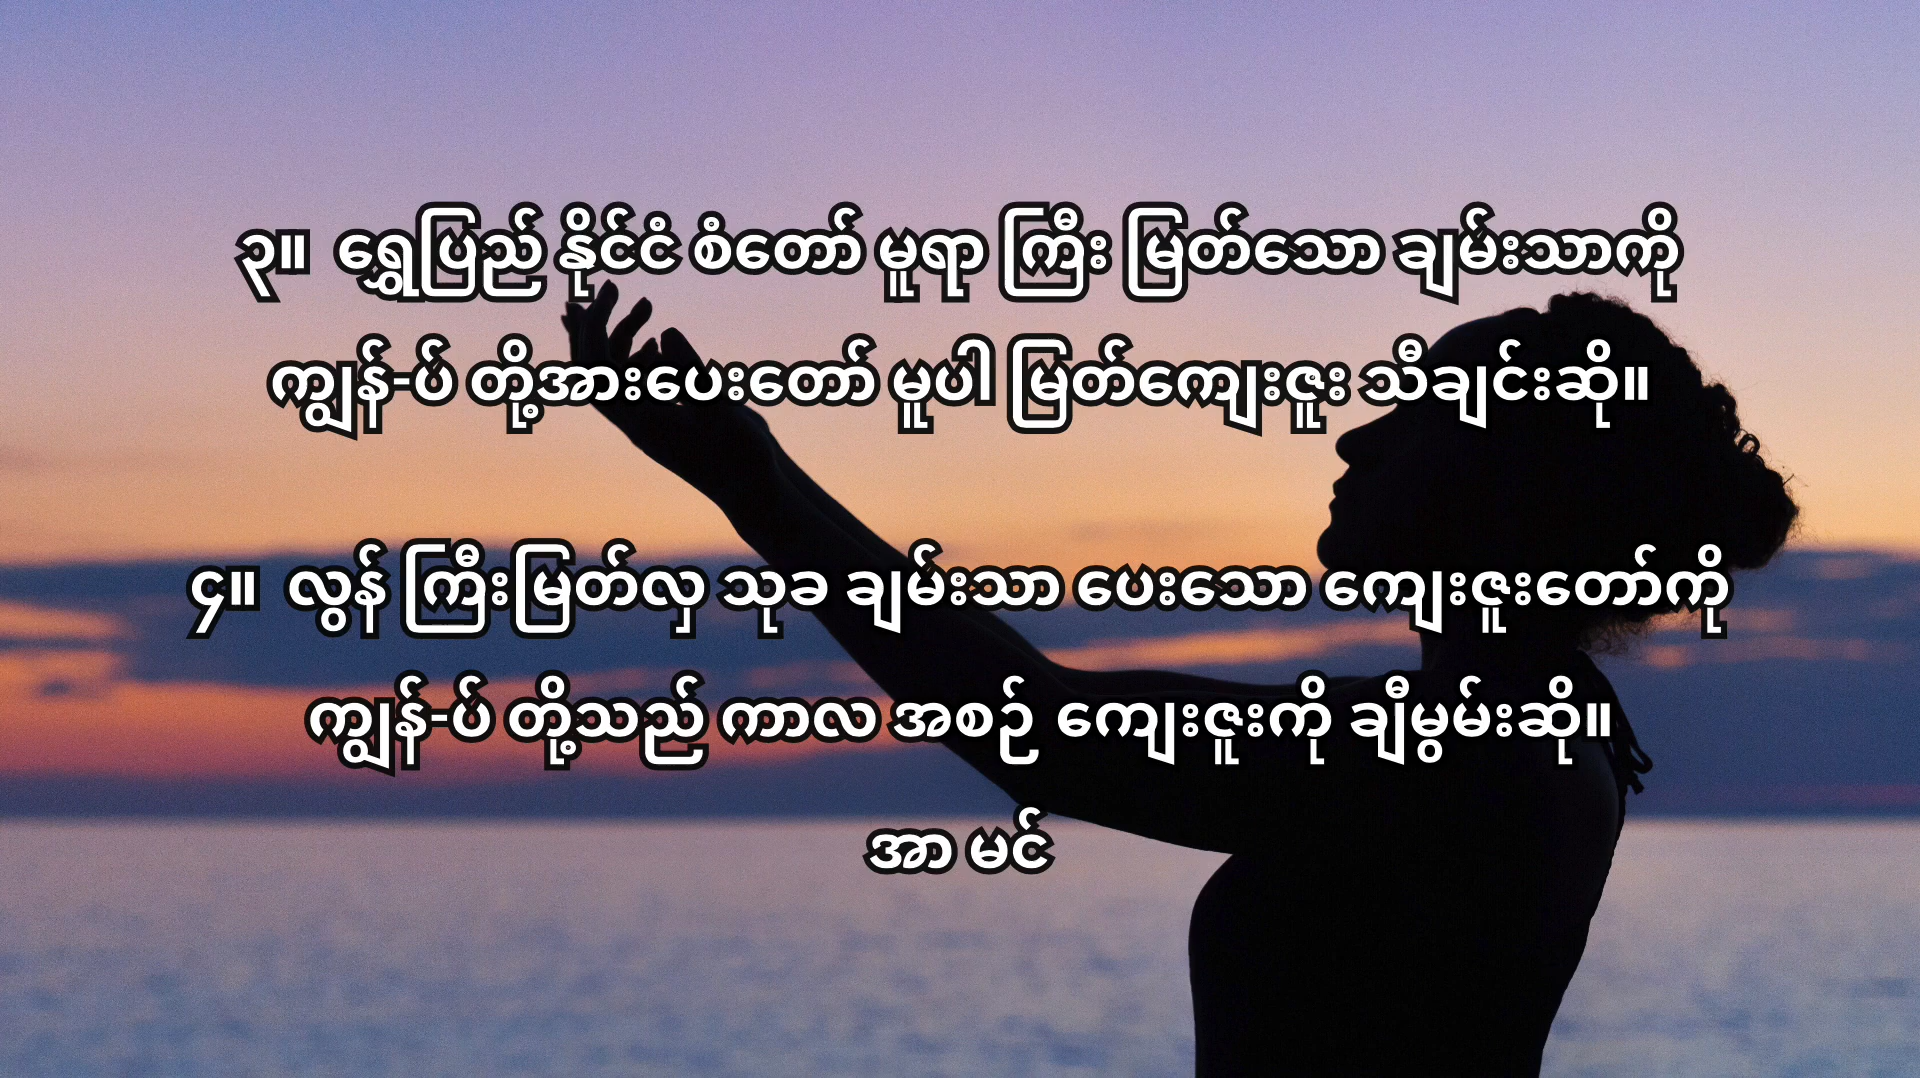 ၃။ ရွှေပြည် နိုင်ငံ စံတော် မူရာ ကြီး မြတ်သော ချမ်းသာကို
ကျွန်-ပ် တို့အားပေးတော် မူပါ မြတ်ကျေးဇူး သီချင်းဆို။
၄။ လွန် ကြီးမြတ်လှ သုခ ချမ်းသာ ပေးသော ကျေးဇူးတော်ကို
ကျွန်-ပ် တို့သည် ကာလ အစဉ် ကျေးဇူးကို ချီမွမ်းဆို။
အာ မင်